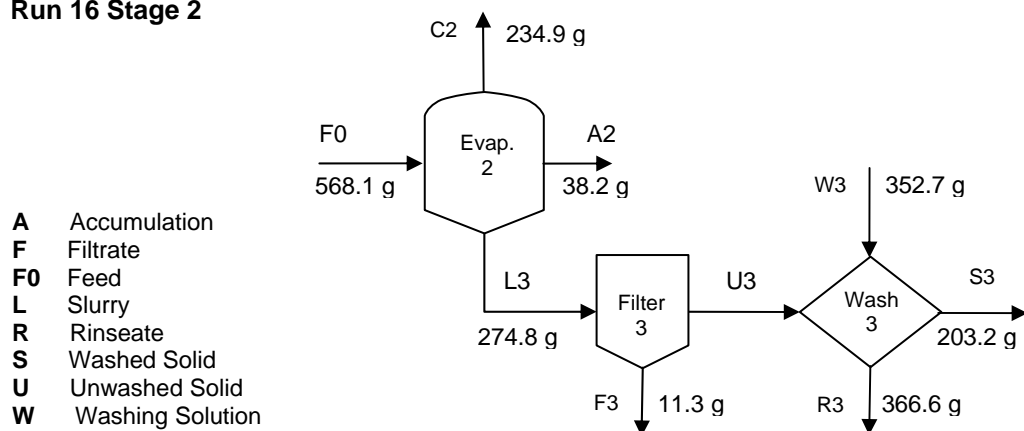 Run 16 Stage 2
C2 234.9 g
F0
568.1 g
Evap.
2
A2
38.2 g
W3 352.7 g
A Accumulation
F Filtrate
F0 Feed
L Slurry
R Rinseate
S Washed Solid
U Unwashed Solid
W Washing Solution
L3
274.8 g
Filter
3
U3
Wash
3
S3
203.2 g
F3 11.3 g
R3 366.6 g